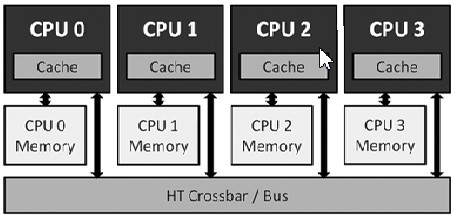 CPU 0 CPU 1 CPU 2 CPU 3
Cache Cache Cache Cache
CPU 0 CPU 1 CPU 2 CPU 3
Memory Memory Memory Memory
HT Crossbar / Bus